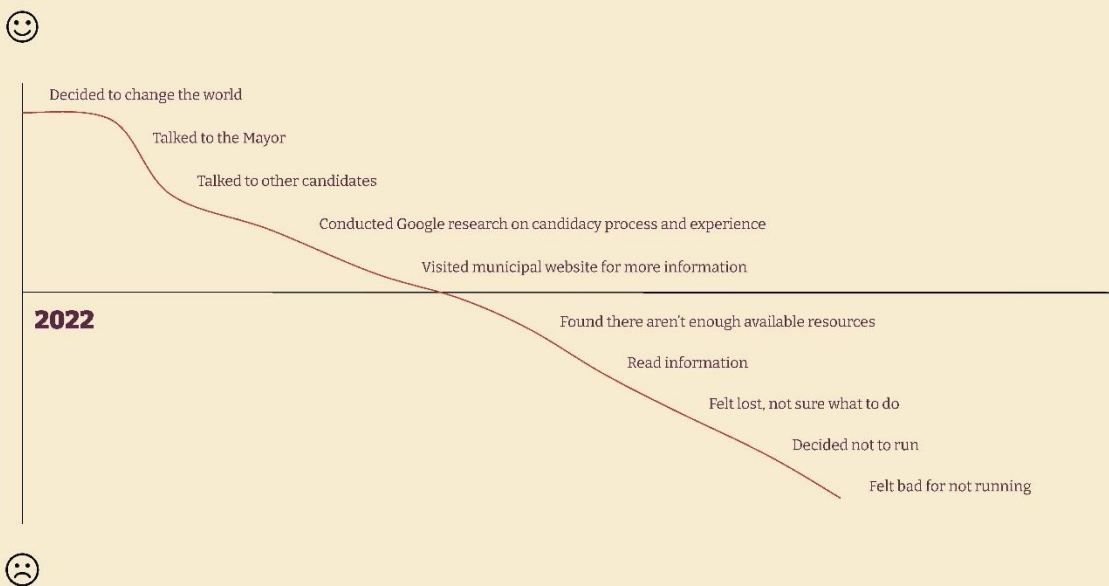 Decided to change the world
Talked to the Mayor
Talked to other candidates
Conducted Google research on candidacy process and experience
Visited municipal website for more information
2022
Found there aren't enough available resources
Read information
Felt lost, not sure what to do
Decided not to run
Felt bad for not running